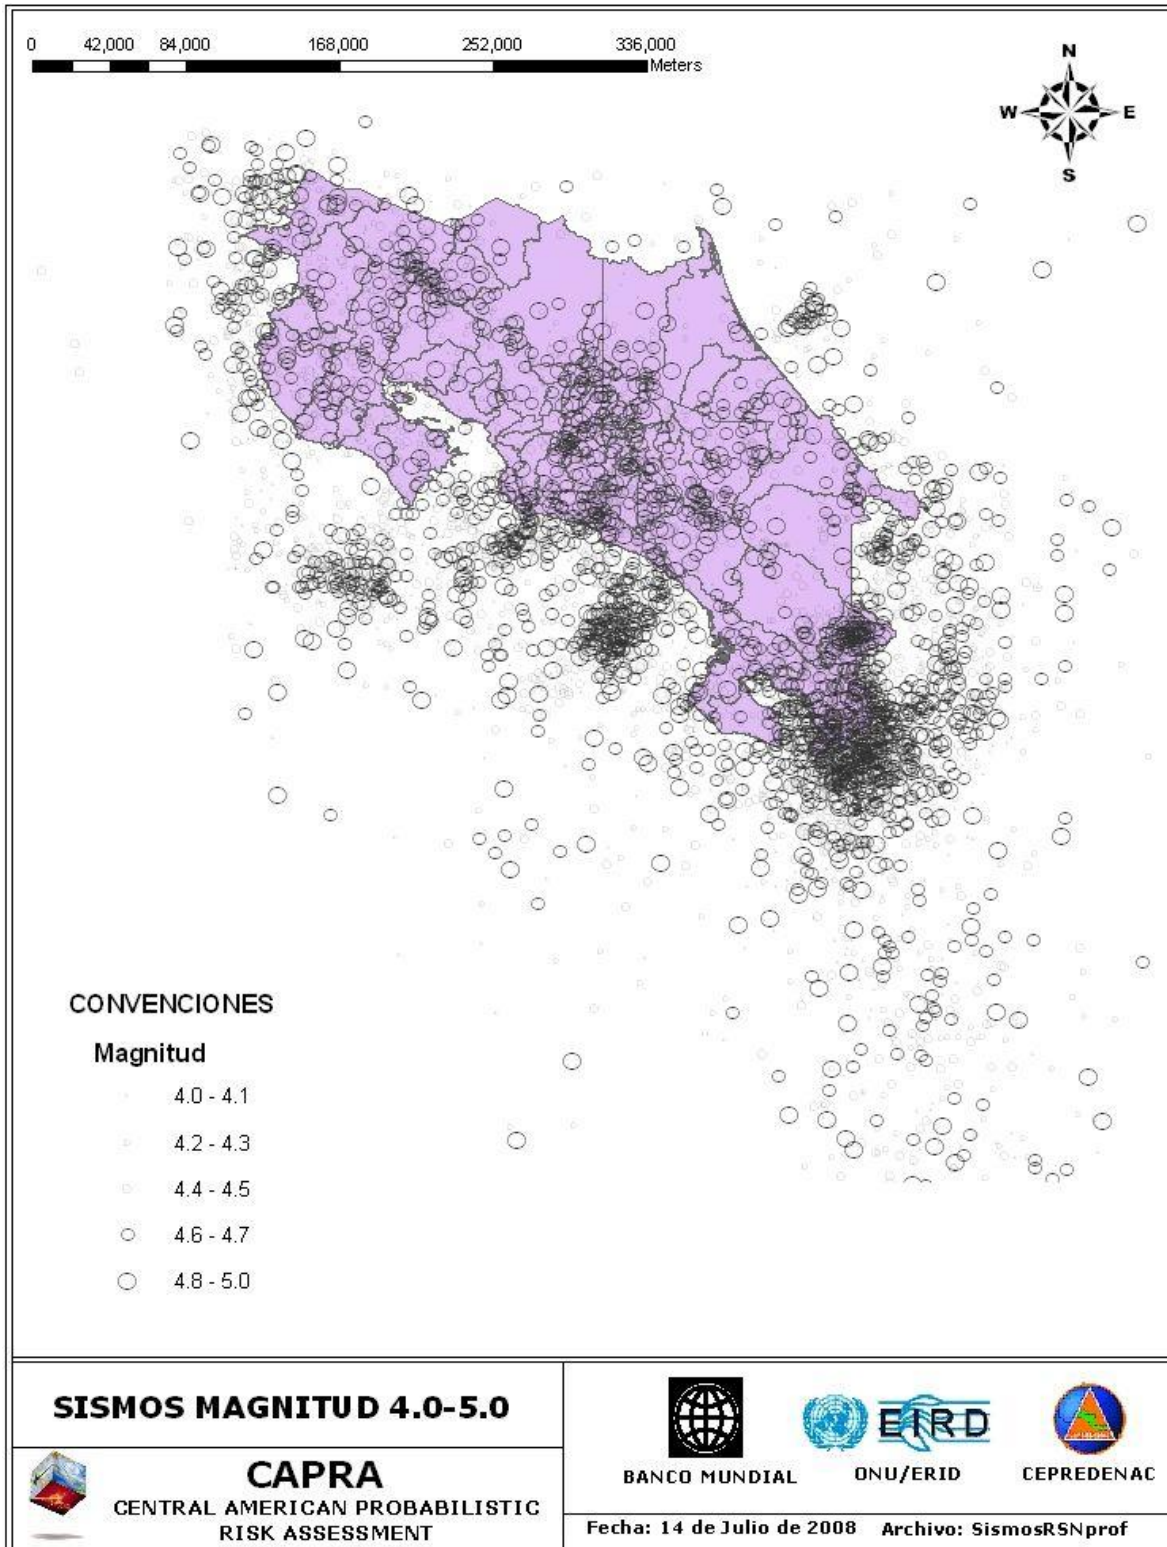 0 42,000 84,000 168,000 252,000 336,000
Meters
N
W E
S
CONVENCIONES
Magnitud
4.0 - 4.1
4.2 - 4.3
4.4 - 4.5
4.6 - 4.7
4.8 - 5.0
SISMOS MAGNITUD 4.0-5.0
CAPRA
CENTRAL AMERICAN PROBABILISTIC
RISK ASSESSMENT
EIRD
BANCO MUNDIAL ONU/ERID CEPREDENAC
Fecha: 14 de Julio de 2008 Archivo: SismosRSNprof